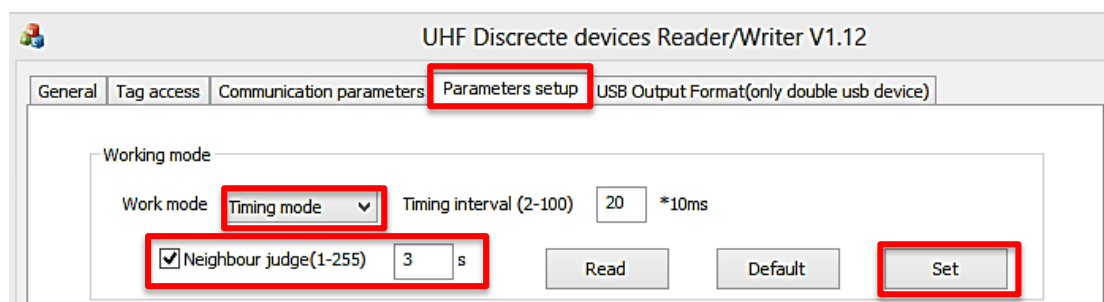 UHF Discrecte devices Reader/Writer V1.12
General Tag access Communication parameters Parameters setup USB Output Format(only double usb device)
Working mode
Work mode Timing mode Timing interval (2-100) 20 *10ms
Neighbour judge(1-255) 3 s Read Default Set